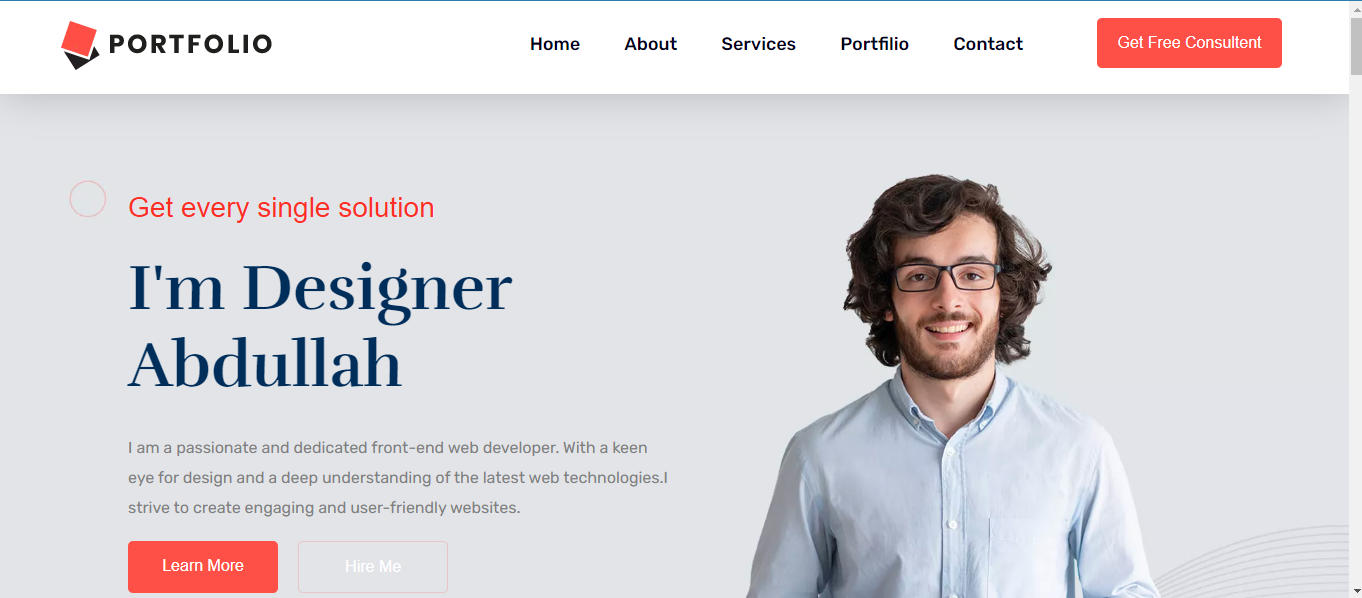 PORTFOLIO
Home About Services Portfilio Contact Get Free Consultent
Get every single solution
I'm Designer
Abdullah
I am a passionate and dedicated front-end web developer. With a keen
eye for design and a deep understanding of the latest web technologies.I
strive to create engaging and user-friendly websites.
Learn More Hire Me